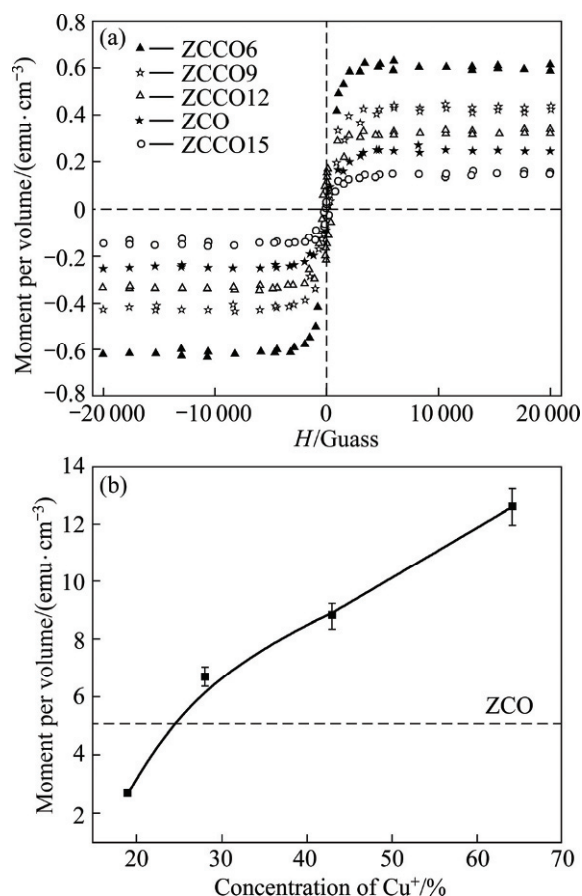 (a)
ZCCO6
ZCCO9
ZCCO12
ZCO
ZCCO15
Moment per volume/(emu·cm⁻³)
0.8
0.6
0.4
0.2
0
−0.2
−0.4
−0.6
−0.8
−20 000 −10 000 0 10 000 20 000
H/Guass
(b)
ZCO
Moment per volume/(emu·cm⁻³)
14
12
10
8
6
4
2
20 30 40 50 60 70
Concentration of Cu⁺/%